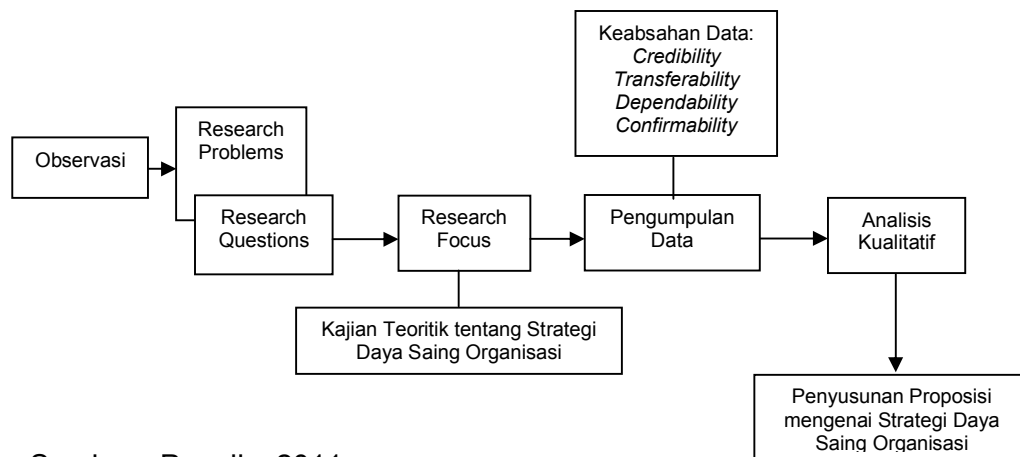 Keabsahan Data:
Credibility
Transferability
Dependability
Confirmability
Observasi
Research
Problems
Research
Questions
Research
Focus
Pengumpulan
Data
Analisis
Kualitatif
Kajian Teoritik tentang Strategi
Daya Saing Organisasi
Penyusunan Proposisi
mengenai Strategi Daya
Saing Organisasi